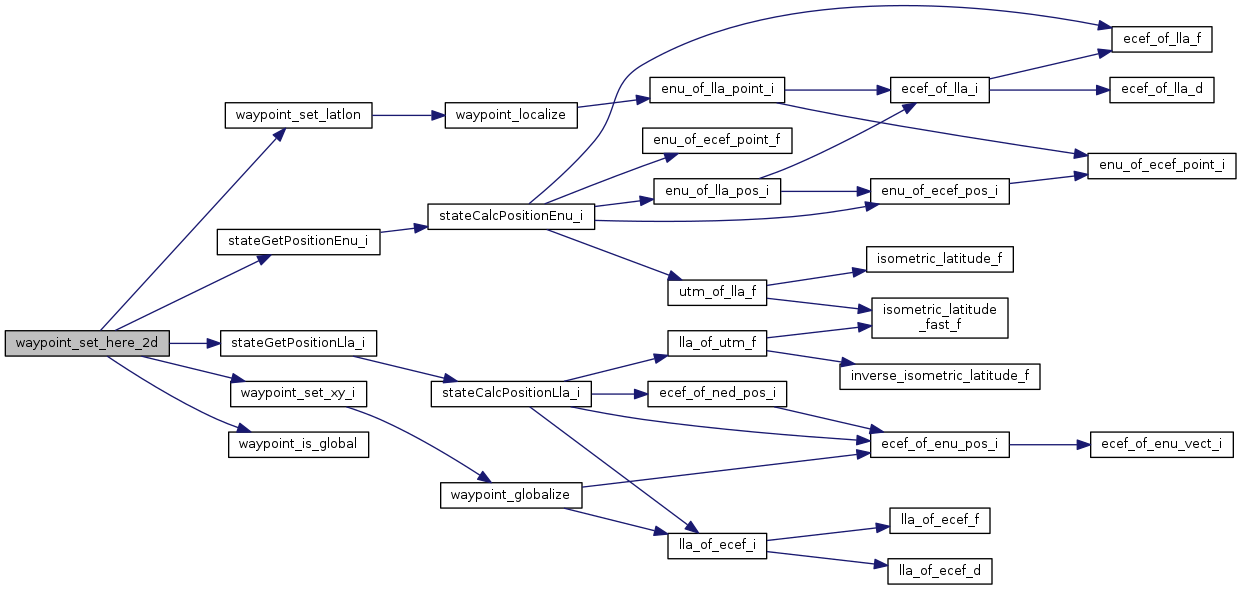 ecef_of_lla_f
enu_of_lla_point_i
ecef_of_lla_i
ecef_of_lla_d
waypoint_set_latlon
waypoint_localize
enu_of_ecef_point_f
enu_of_ecef_point_i
enu_of_lla_pos_i
enu_of_ecef_pos_i
stateCalcPositionEnu_i
stateGetPositionEnu_i
isometric_latitude_f
utm_of_lla_f
isometric_latitude
_fast_f
waypoint_set_here_2d
stateGetPositionLla_i
lla_of_utm_f
inverse_isometric_latitude_f
waypoint_set_xy_i
stateCalcPositionLla_i
ecef_of_ned_pos_i
waypoint_is_global
ecef_of_enu_pos_i
ecef_of_enu_vect_i
waypoint_globalize
lla_of_ecef_f
lla_of_ecef_i
lla_of_ecef_d